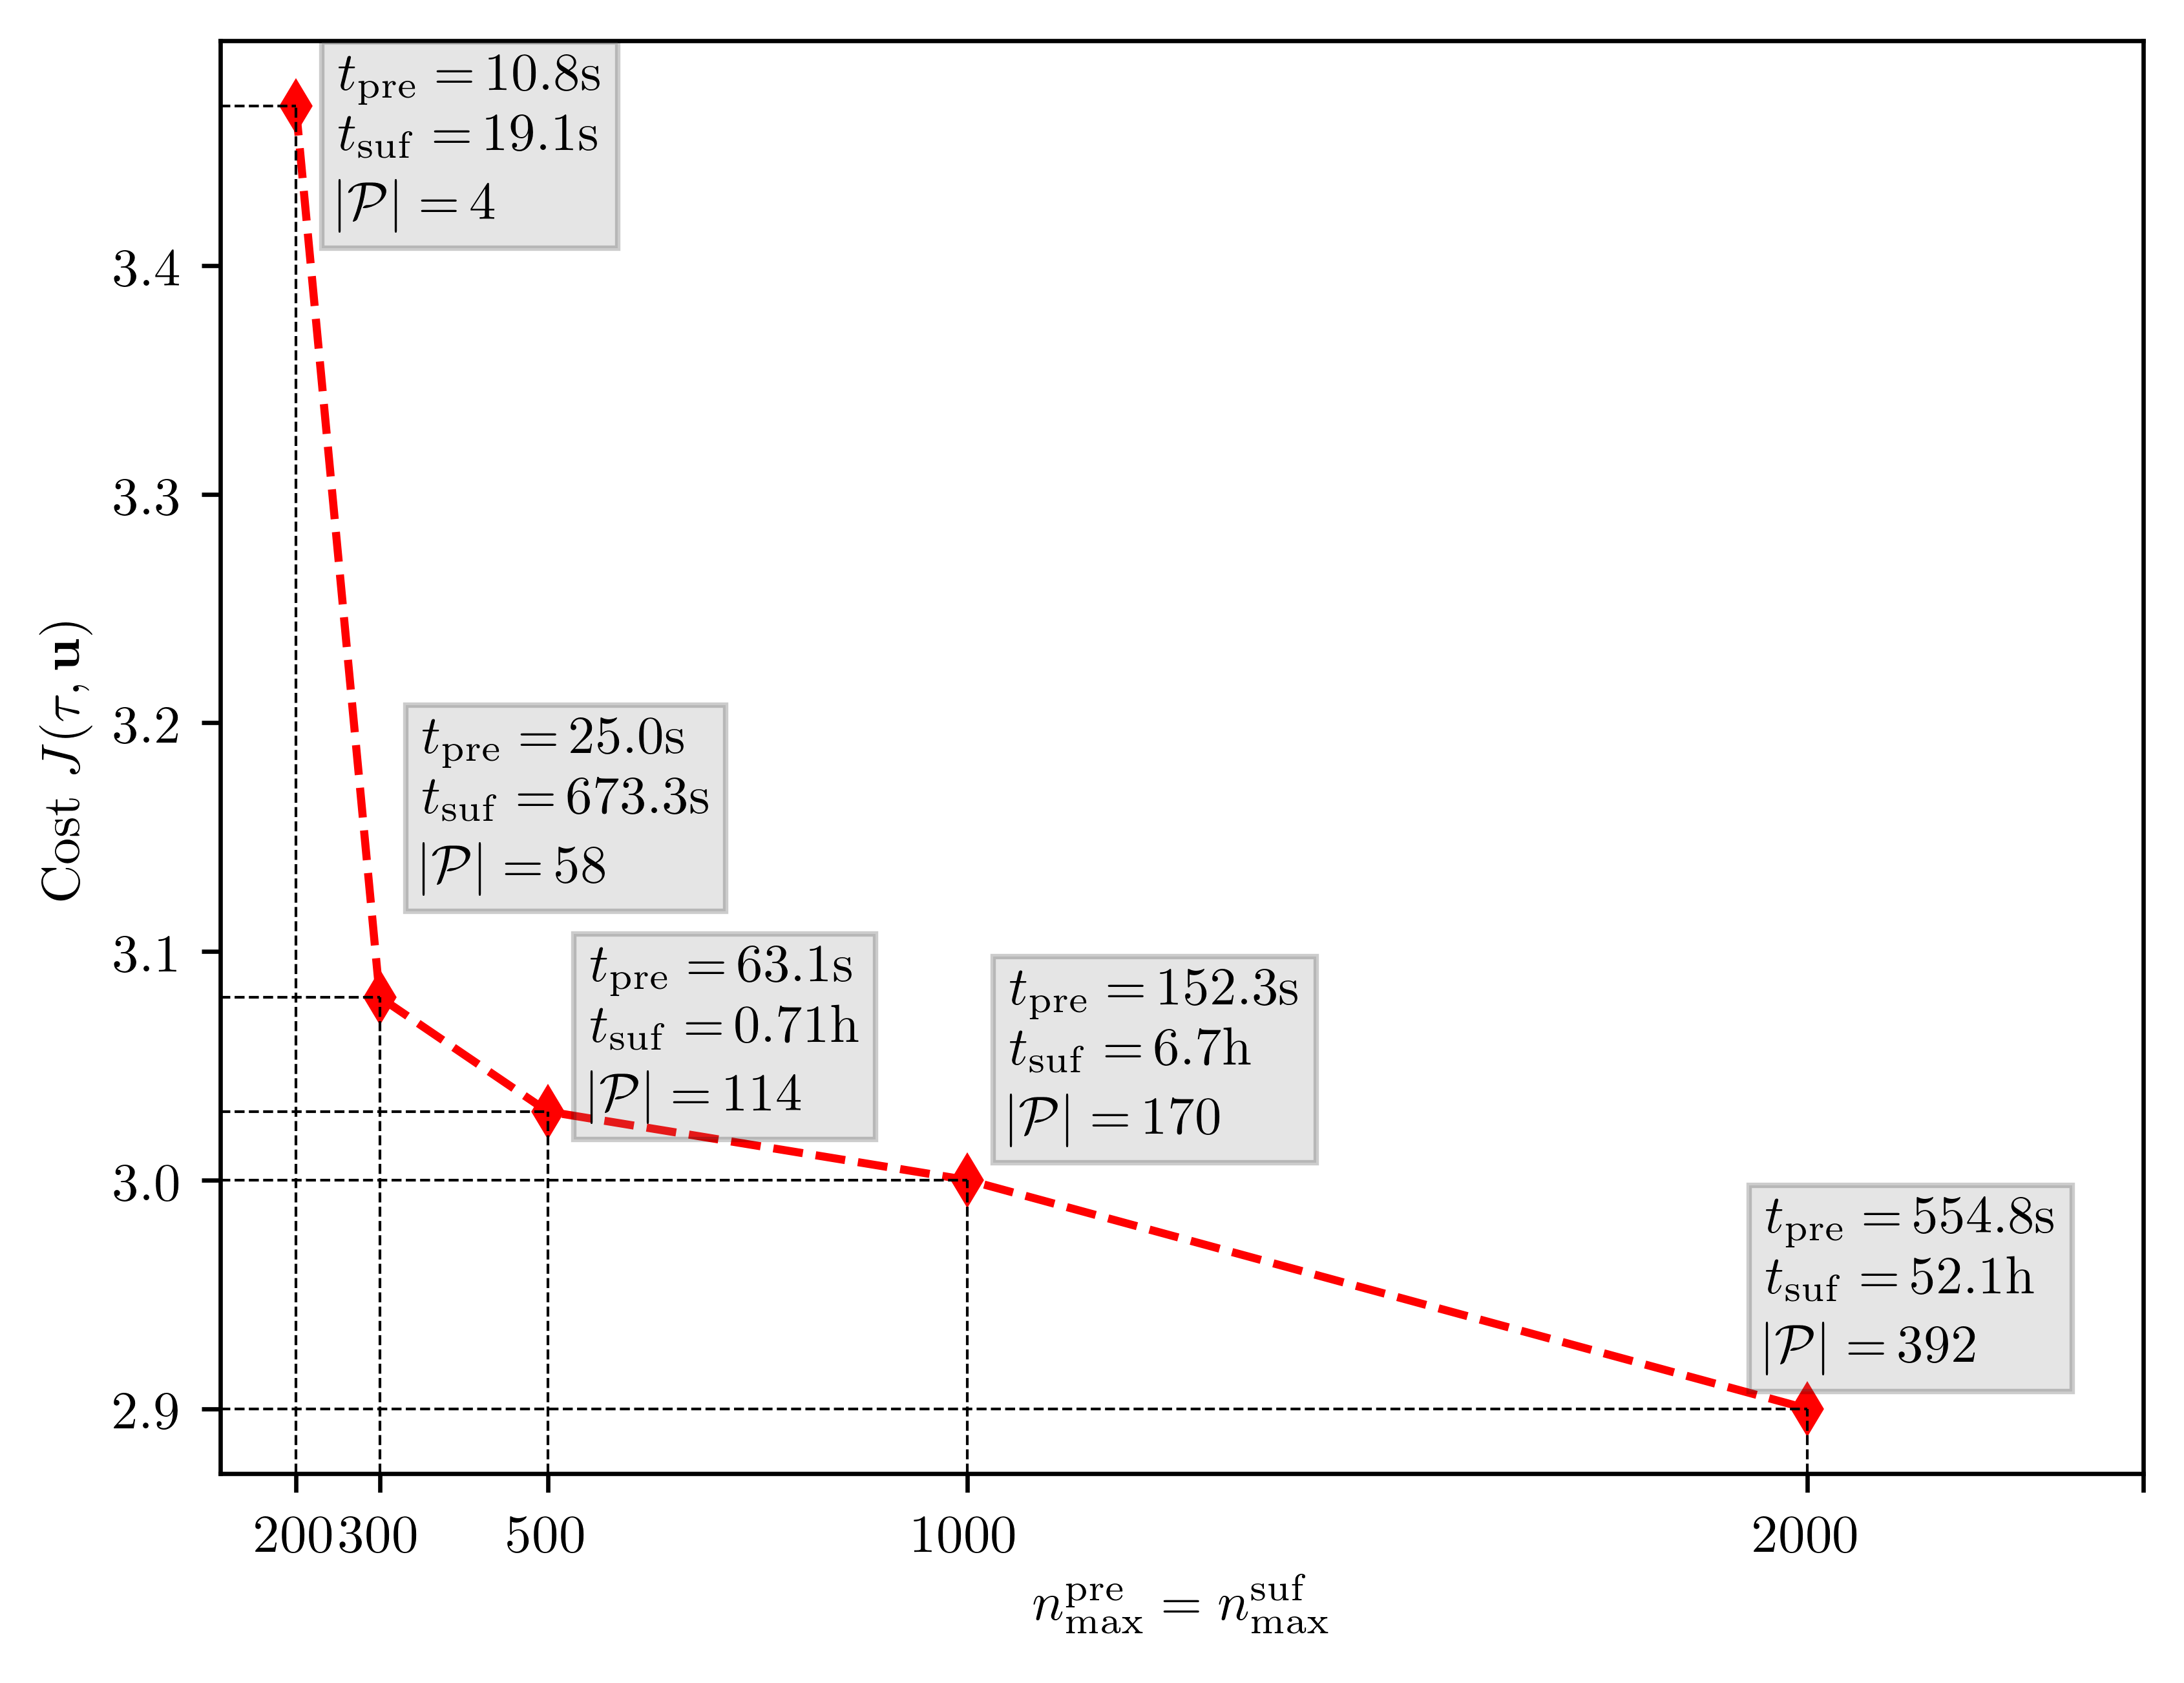 t_pre = 10.8s
t_suf = 19.1s
|𝒫| = 4
3.4
3.3
3.2
3.1
3.0
2.9
Cost J(τ, u)
t_pre = 25.0s
t_suf = 673.3s
|𝒫| = 58
t_pre = 63.1s
t_suf = 0.71h
|𝒫| = 114
t_pre = 152.3s
t_suf = 6.7h
|𝒫| = 170
t_pre = 554.8s
t_suf = 52.1h
|𝒫| = 392
200 300 500 1000 2000
n_max^pre = n_max^suf